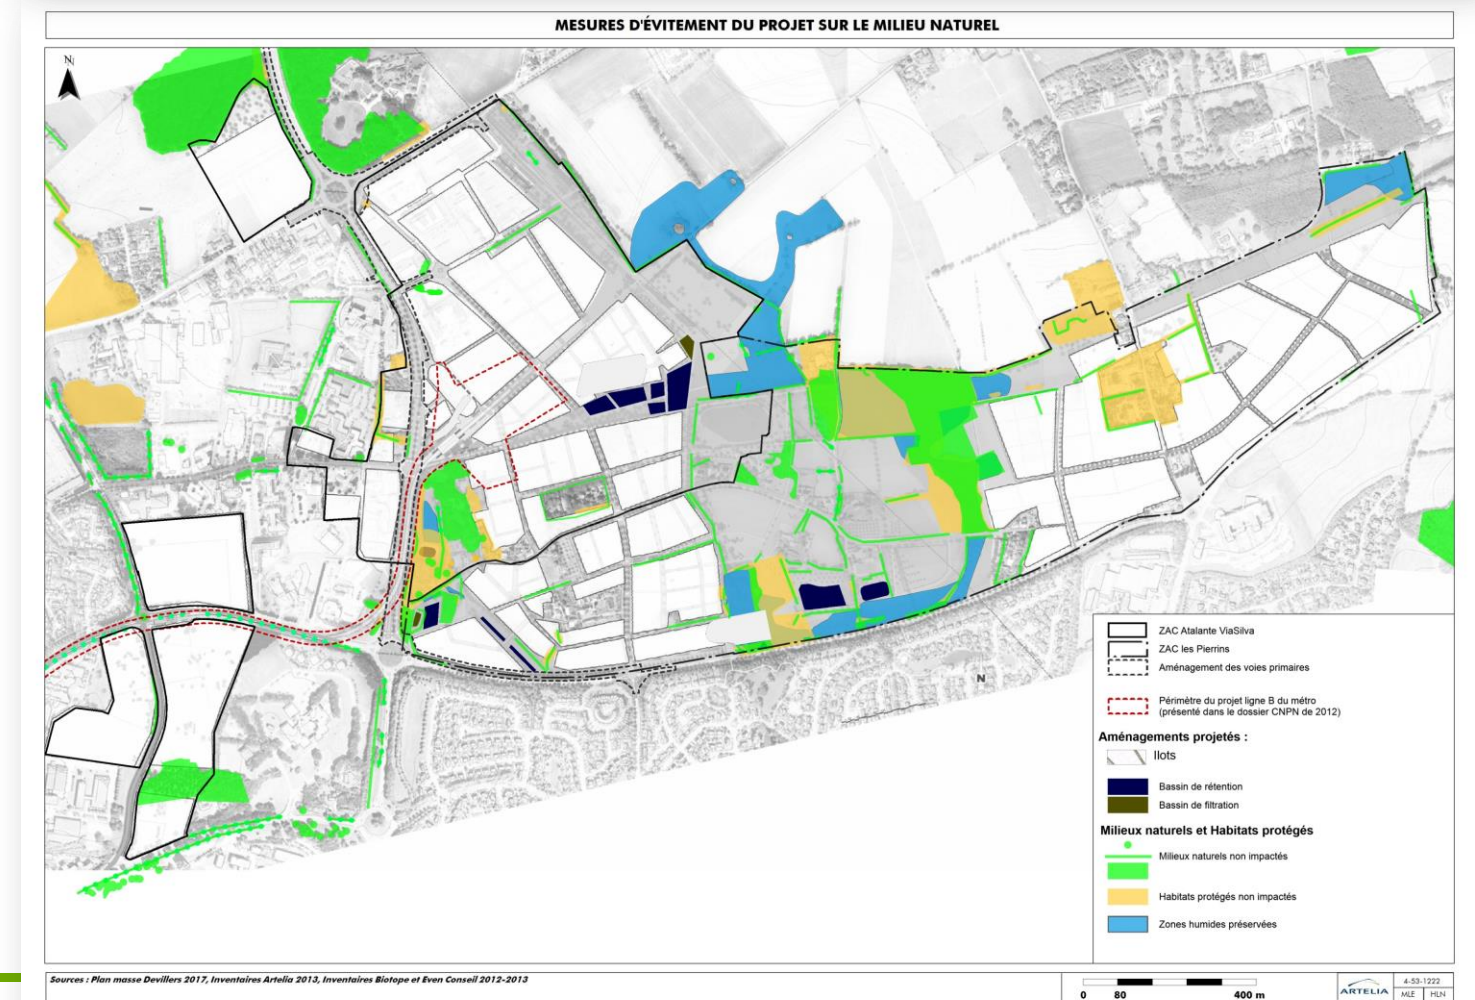 MESURES D'ÉVITEMENT DU PROJET SUR LE MILIEU NATUREL
N
N
ZAC Atalante ViaSilva
ZAC les Pierrins
Aménagement des voies primaires
Périmètre du projet ligne B du métro
(présenté dans le dossier CNPN de 2012)
Aménagements projetés :
Ilots
Bassin de rétention
Bassin de filtration
Milieux naturels et Habitats protégés
Milieux naturels non impactés
Habitats protégés non impactés
Zones humides préservées
Sources : Plan masse Devillers 2017, Inventaires Artelia 2013, Inventaires Biotope et Even Conseil 2012-2013
0 80 400 m
ARTELIA
4-53-1222
MLE HLN